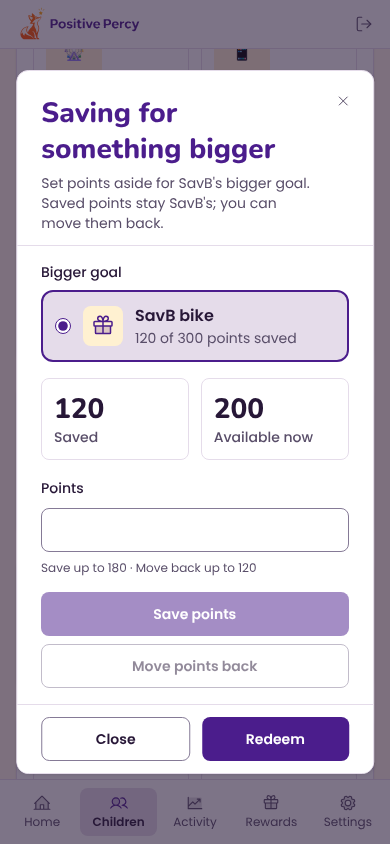 Positive Percy
Saving for
something bigger
Set points aside for SavB's bigger goal.
Saved points stay SavB's; you can
move them back.
Bigger goal
SavB bike
120 of 300 points saved
120
Saved
200
Available now
Points
Save up to 180 · Move back up to 120
Save points
Move points back
Close
Redeem
Home
Children
Activity
Rewards
Settings